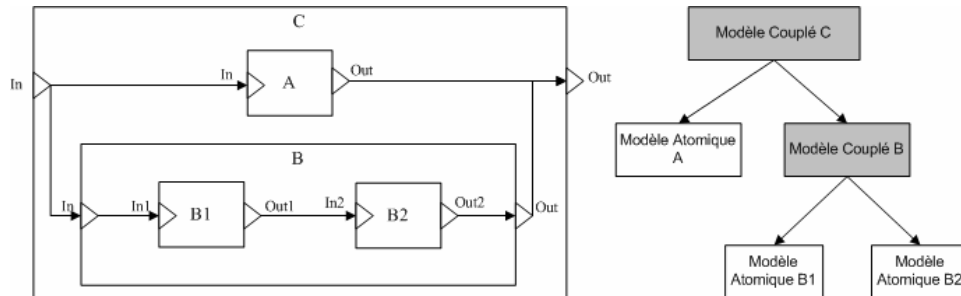 C
In
In
A
Out
Out
B
In
In1
B1
Out1
In2
B2
Out2
Out
Modèle Couplé C
Modèle Atomique
A
Modèle Couplé B
Modèle
Atomique B1
Modèle
Atomique B2